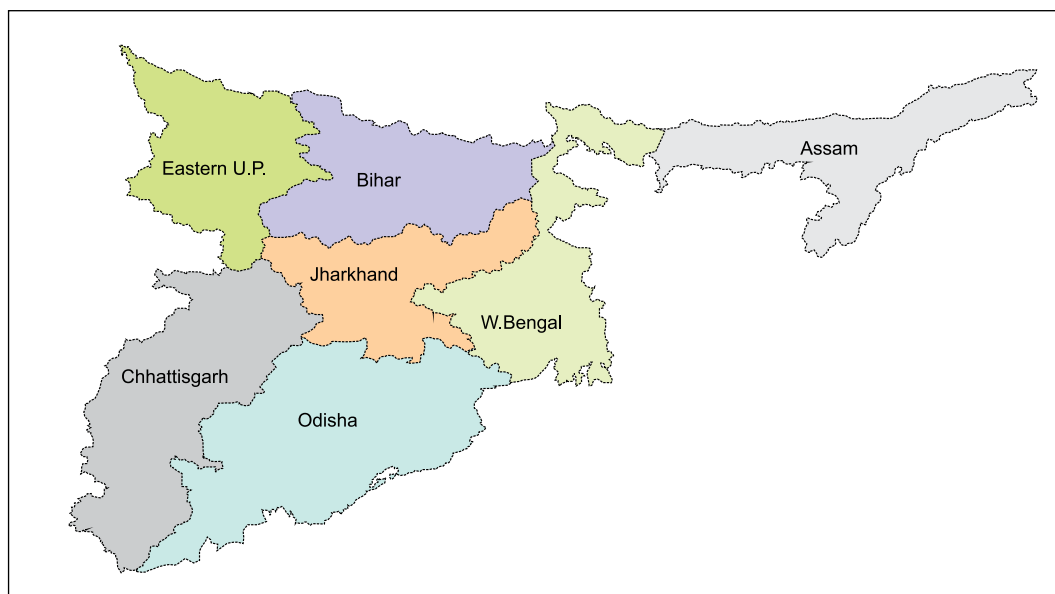 Assam
Eastern U.P.
Bihar
Jharkhand
W.Bengal
Chhattisgarh
Odisha